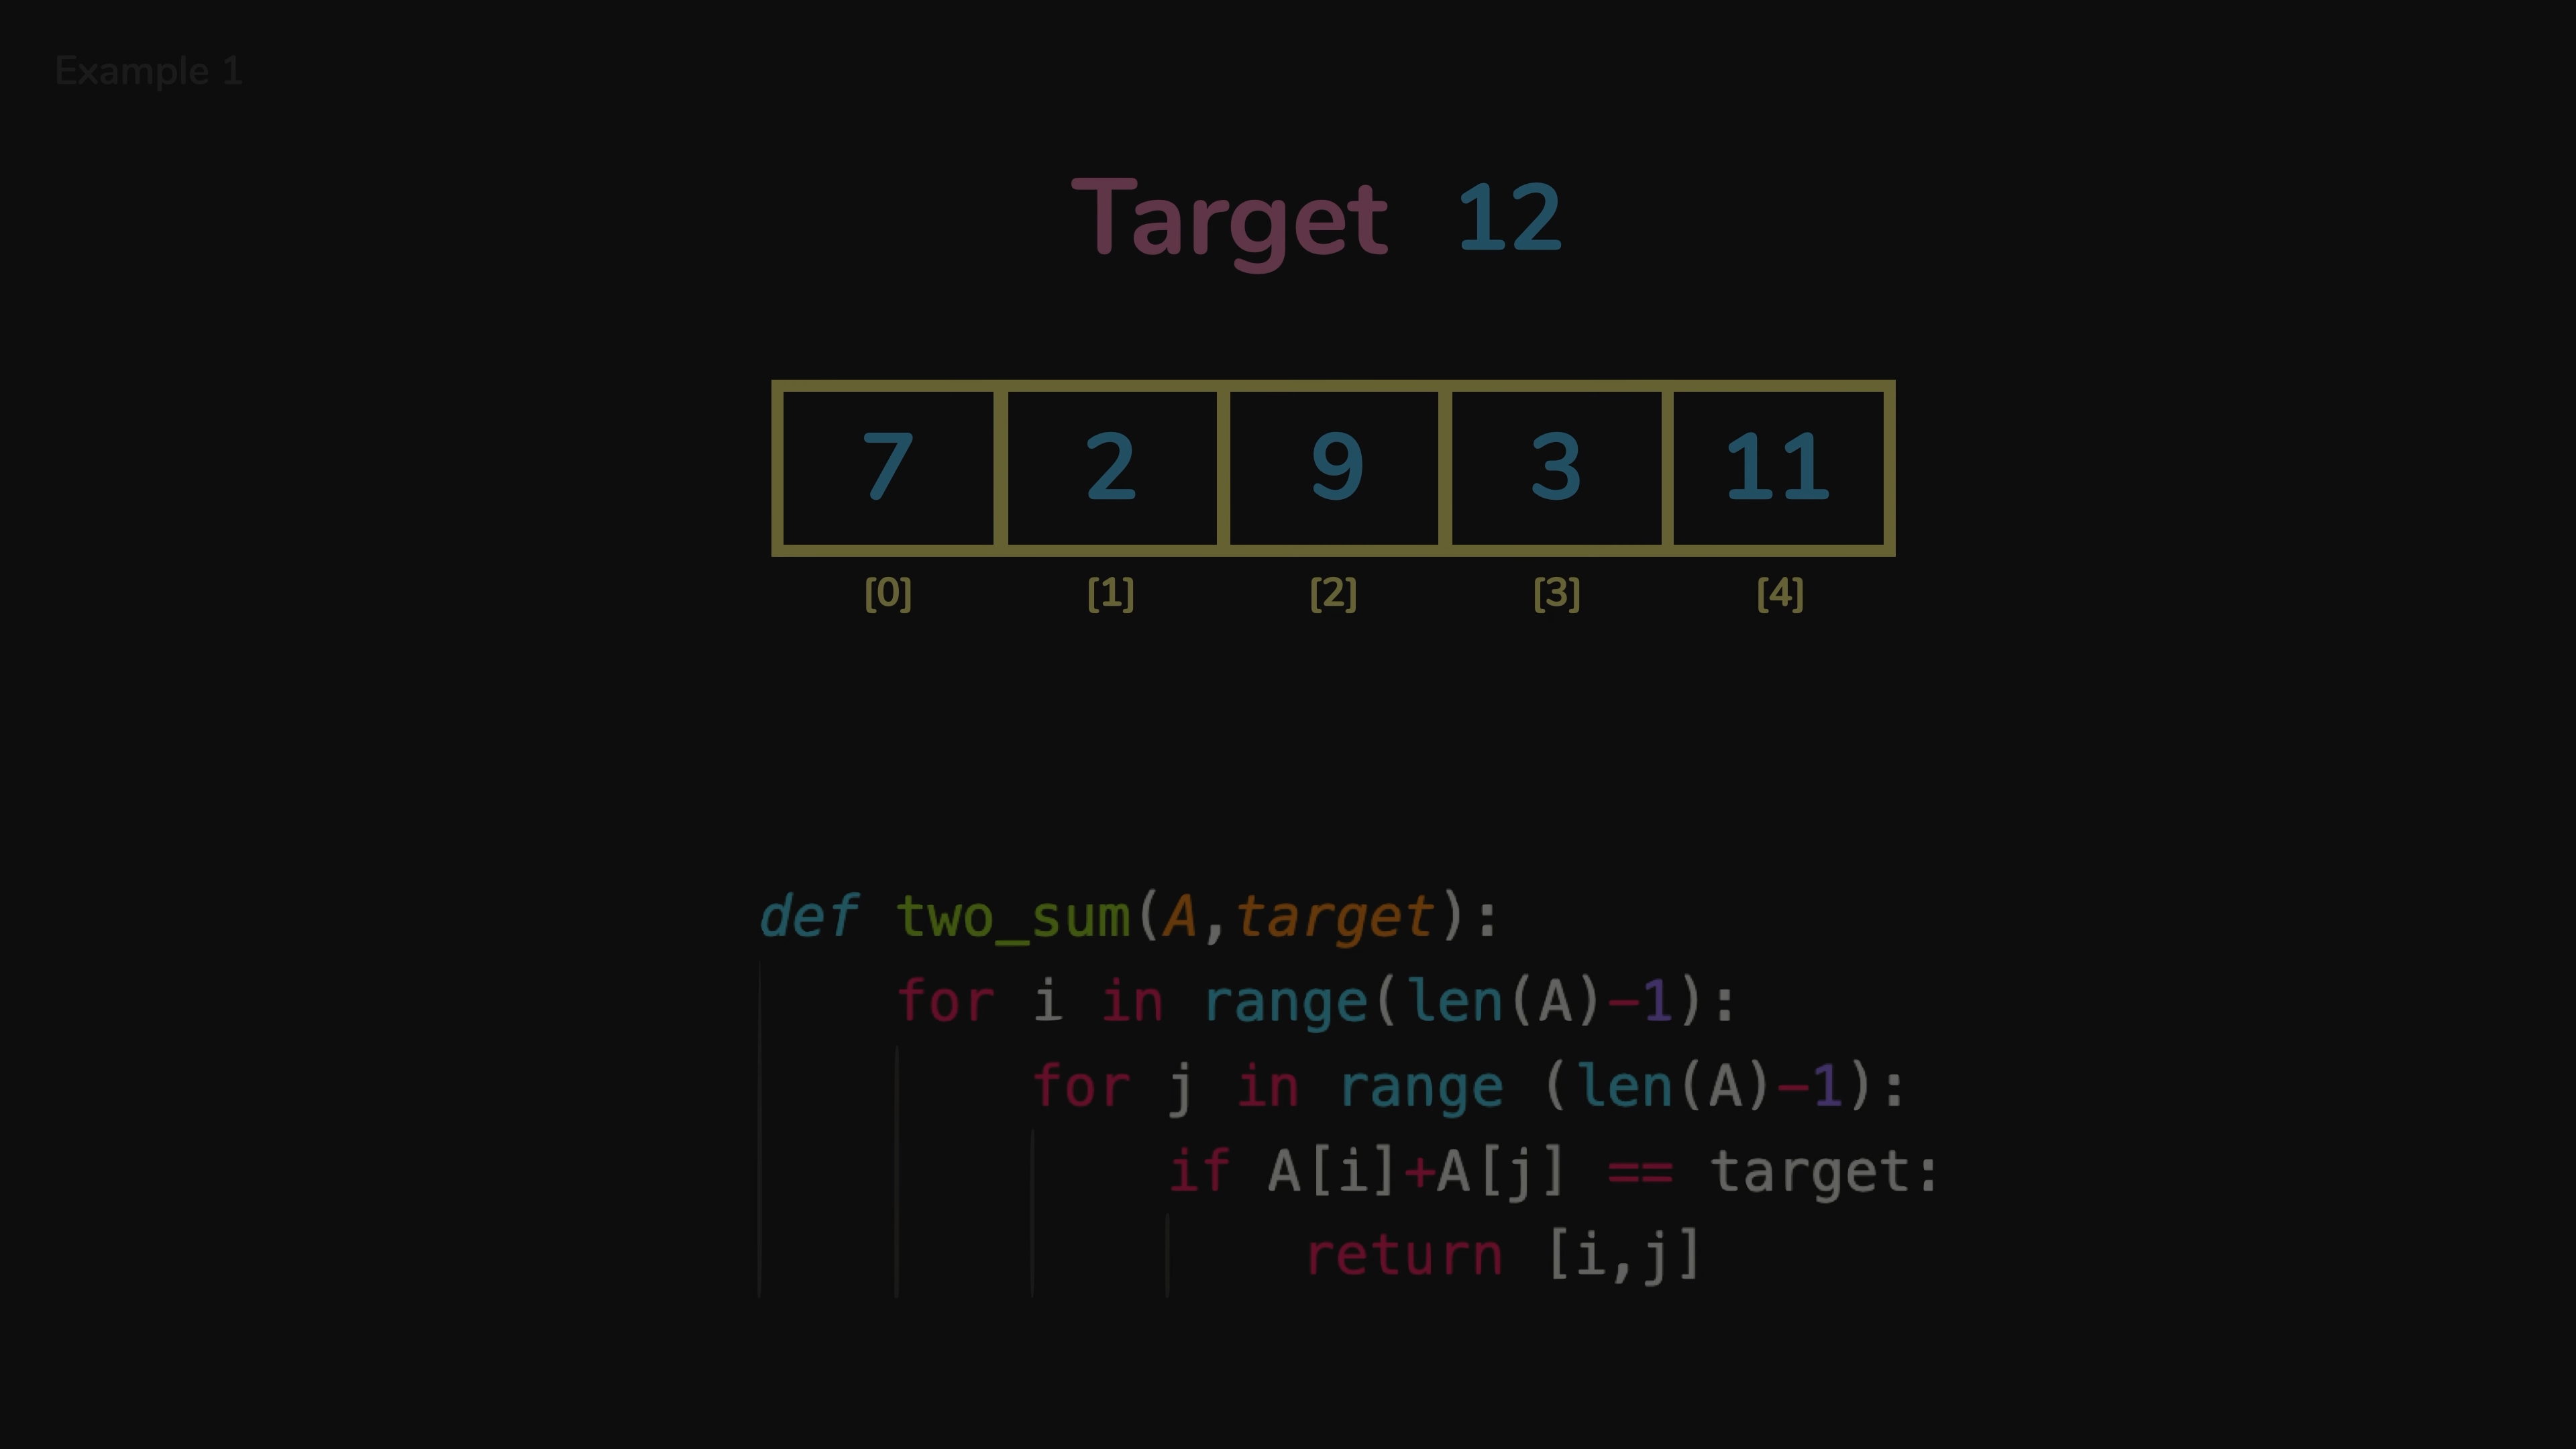 Example 1
Target 12
7 2 9 3 11
[0] [1] [2] [3] [4]
def two_sum(A,target):
for i in range(len(A)-1):
for j in range (len(A)-1):
if A[i]+A[j] == target:
return [i,j]